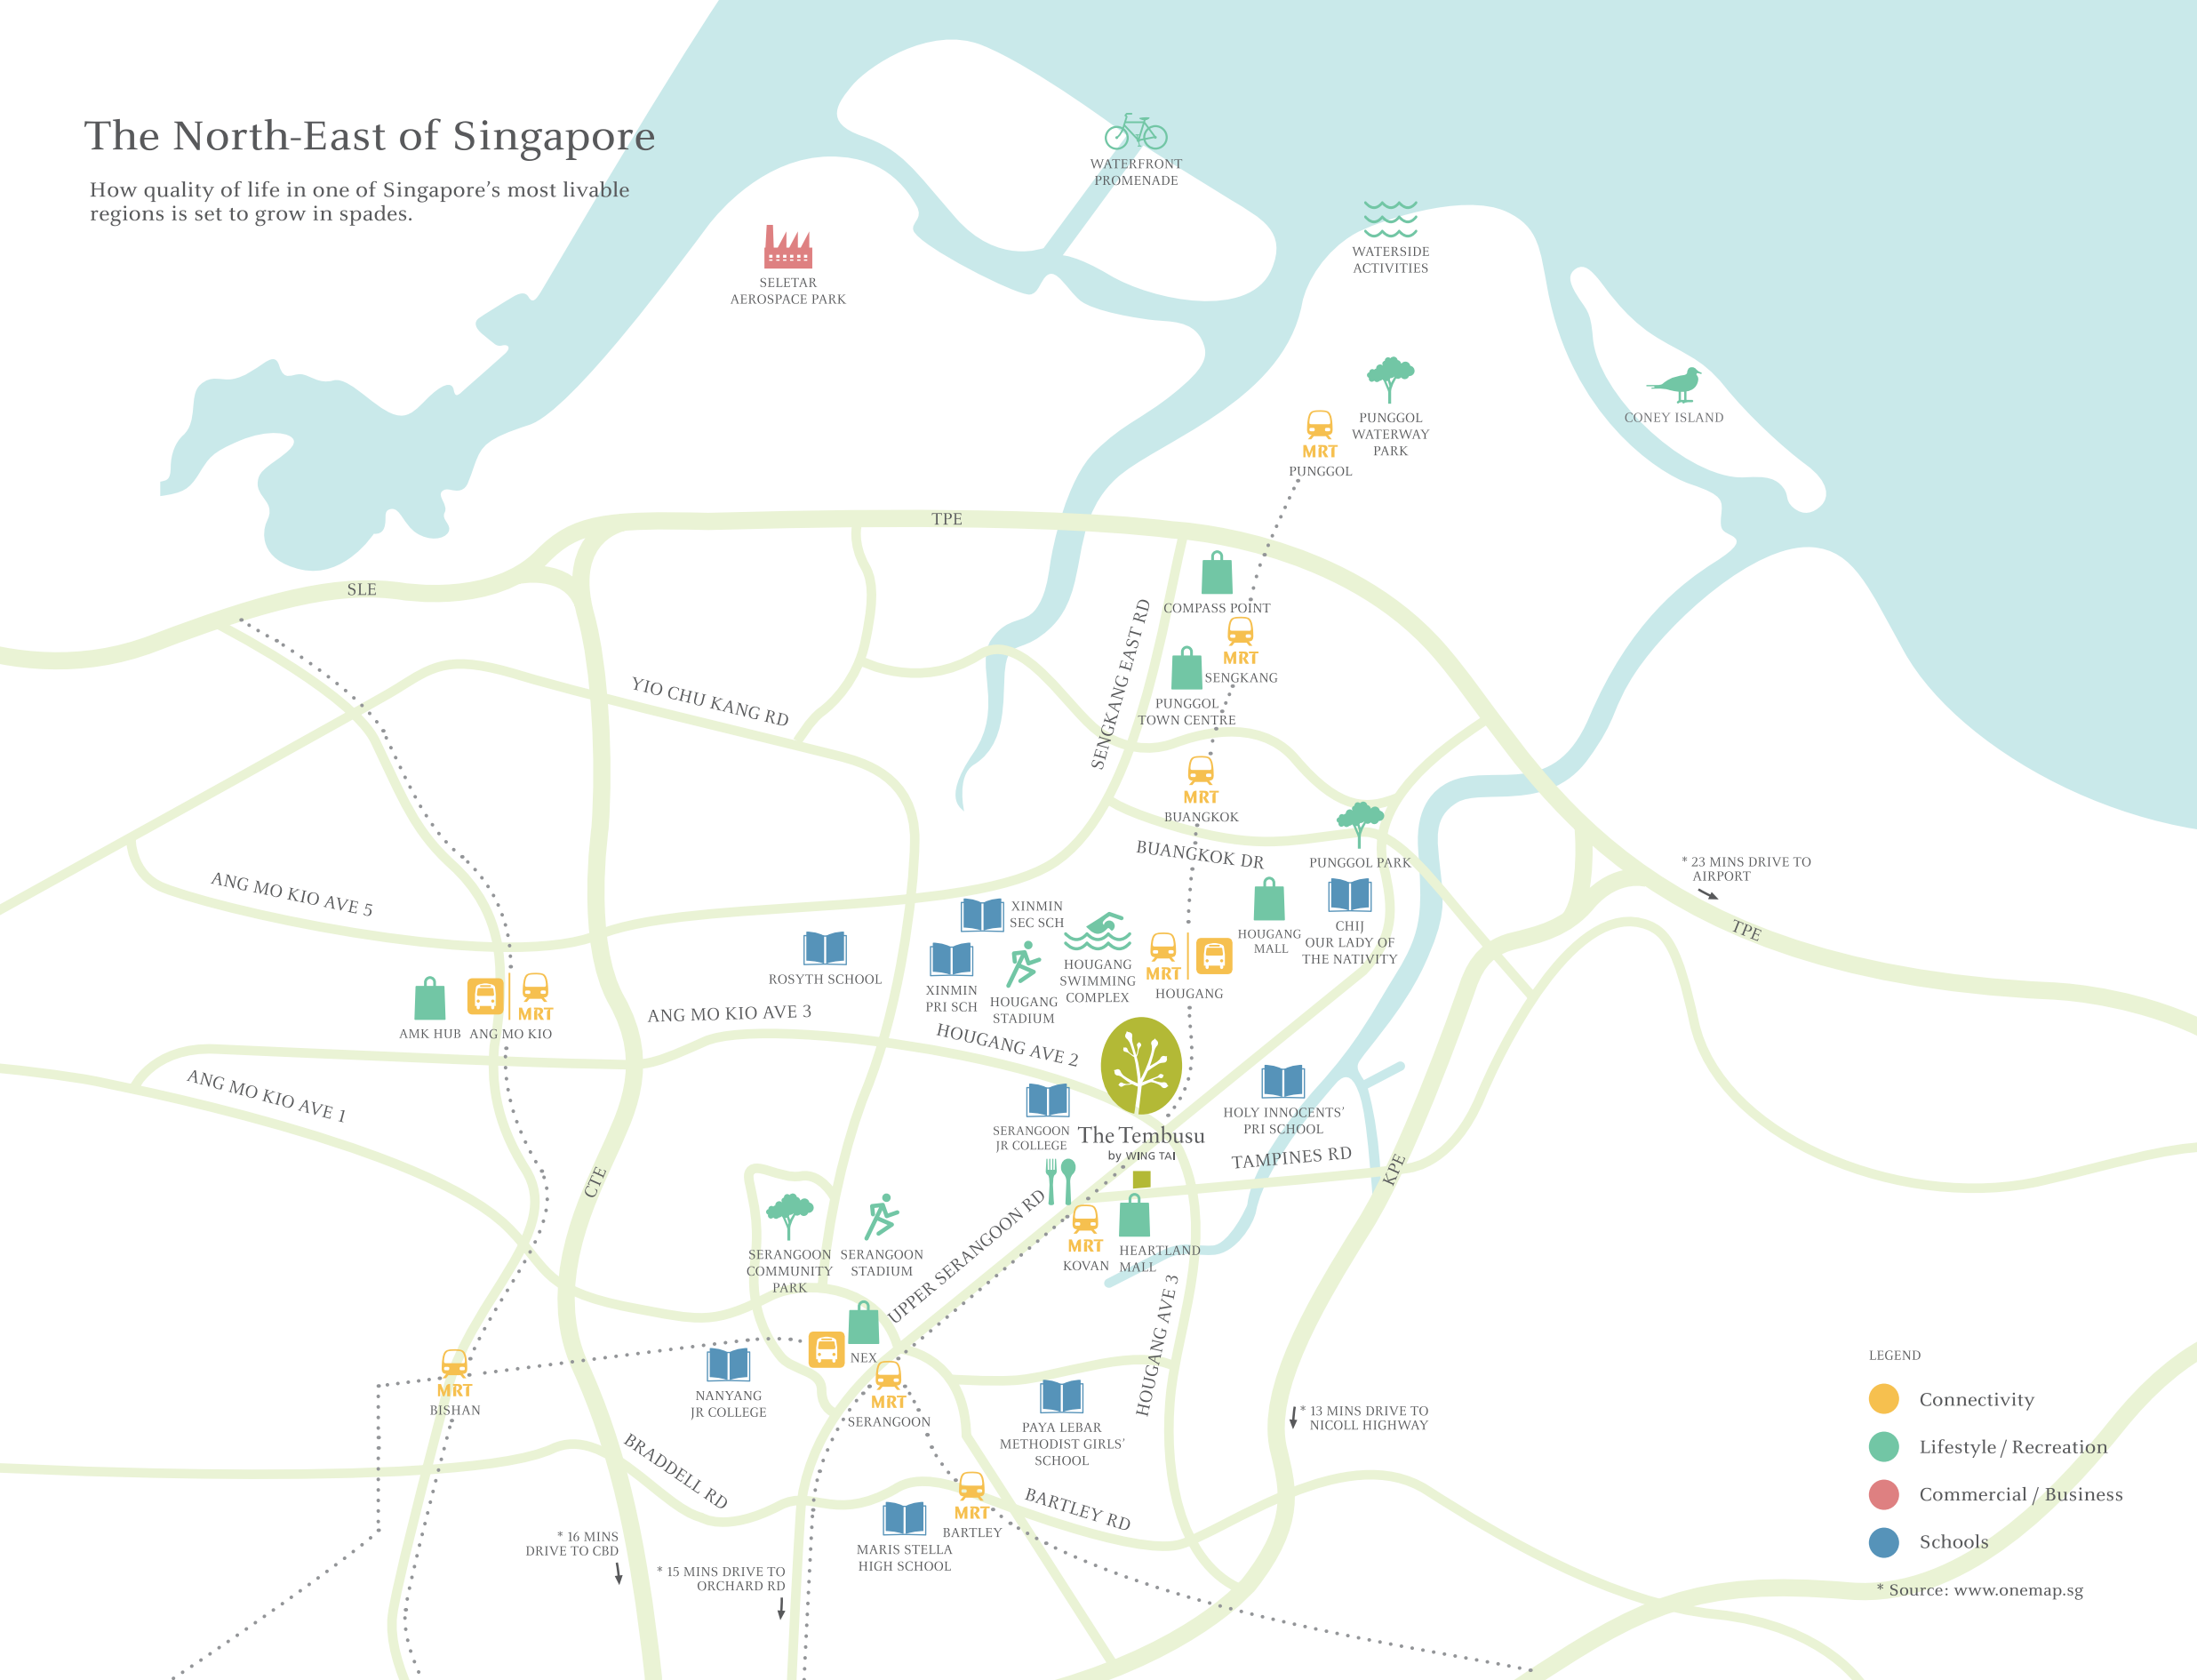 The North-East of Singapore
How quality of life in one of Singapore's most livable
regions is set to grow in spades.
WATERFRONT
PROMENADE
WATERSIDE
ACTIVITIES
SELETAR
AEROSPACE PARK
CONEY ISLAND
PUNGGOL
WATERWAY
PARK
MRT
PUNGGOL
TPE
SLE
COMPASS POINT
SENGKANG EAST RD
MRT
SENGKANG
PUNGGOL
TOWN CENTRE
YIO CHU KANG RD
MRT
BUANGKOK
BUANGKOK DR
PUNGGOL PARK
* 23 MINS DRIVE TO
AIRPORT
TPE
ANG MO KIO AVE 5
XINMIN
SEC SCH
HOUGANG
MALL
CHIJ
OUR LADY OF
THE NATIVITY
ROSYTH SCHOOL
XINMIN
PRI SCH
HOUGANG
STADIUM
HOUGANG
SWIMMING
COMPLEX
MRT
HOUGANG
MRT
AMK HUB
ANG MO KIO
ANG MO KIO AVE 3
HOUGANG AVE 2
ANG MO KIO AVE 1
SERANGOON
JR COLLEGE
The Tembusu
by WING TAI
HOLY INNOCENTS'
PRI SCHOOL
TAMPINES RD
KPE
CTE
UPPER SERANGOON RD
SERANGOON
COMMUNITY
PARK
SERANGOON
STADIUM
MRT
KOVAN
HEARTLAND
MALL
HOUGANG AVE 3
NEX
MRT
BISHAN
NANYANG
JR COLLEGE
MRT
SERANGOON
PAYA LEBAR
METHODIST GIRLS'
SCHOOL
* 13 MINS DRIVE TO
NICOLL HIGHWAY
BRADDELL RD
MRT
BARTLEY
BARTLEY RD
MARIS STELLA
HIGH SCHOOL
* 16 MINS
DRIVE TO CBD
* 15 MINS DRIVE TO
ORCHARD RD
LEGEND
Connectivity
Lifestyle / Recreation
Commercial / Business
Schools
* Source: www.onemap.sg